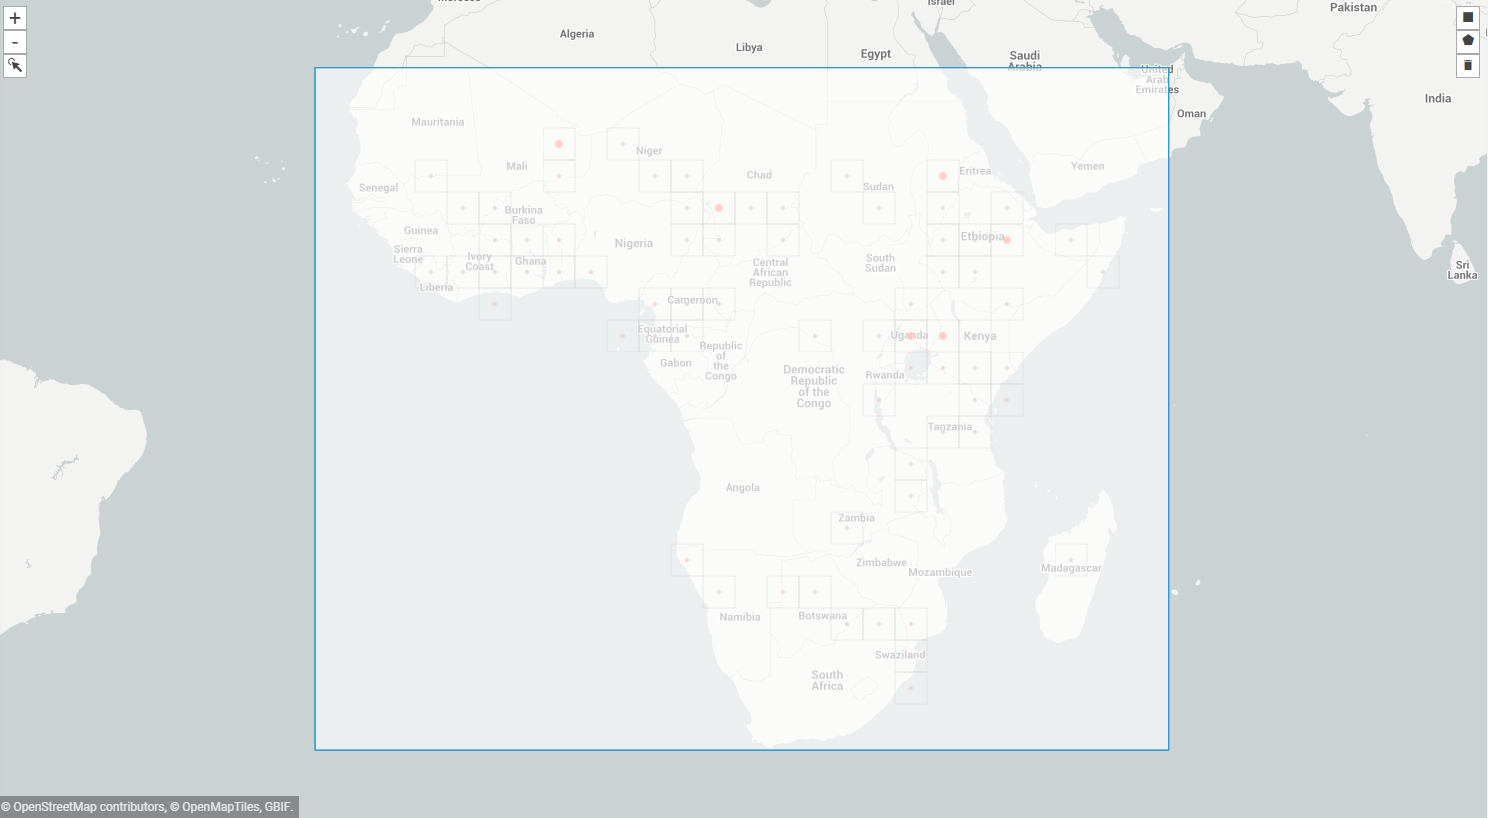 +
-
Morocco
Algeria
Libya
Egypt
Israel
Saudi
Arabia
Pakistan
United
Arab
Emirates
Oman
India
Mauritania
Mali
Niger
Chad
Sudan
Eritrea
Yemen
Senegal
Burkina
Faso
Guinea
Sierra
Leone
Ivory
Coast
Ghana
Liberia
Nigeria
Central
African
Republic
South
Sudan
Ethiopia
Sri
Lanka
Cameroon
Equatorial
Guinea
Gabon
Republic
of
the
Congo
Democratic
Republic
of the
Congo
Uganda
Kenya
Rwanda
Tanzania
Angola
Zambia
Zimbabwe
Mozambique
Madagascar
Namibia
Botswana
Swaziland
South
Africa
© OpenStreetMap contributors, © OpenMapTiles, GBIF.